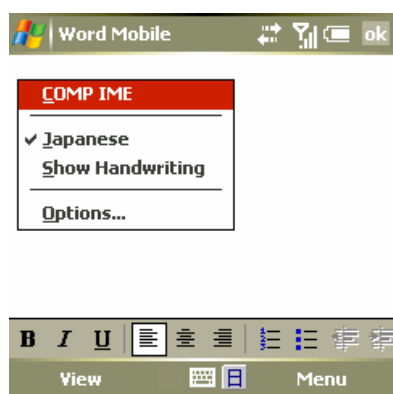 Word Mobile ok
COMP IME
Japanese
Show Handwriting
Options...
B I U
View 日 Menu